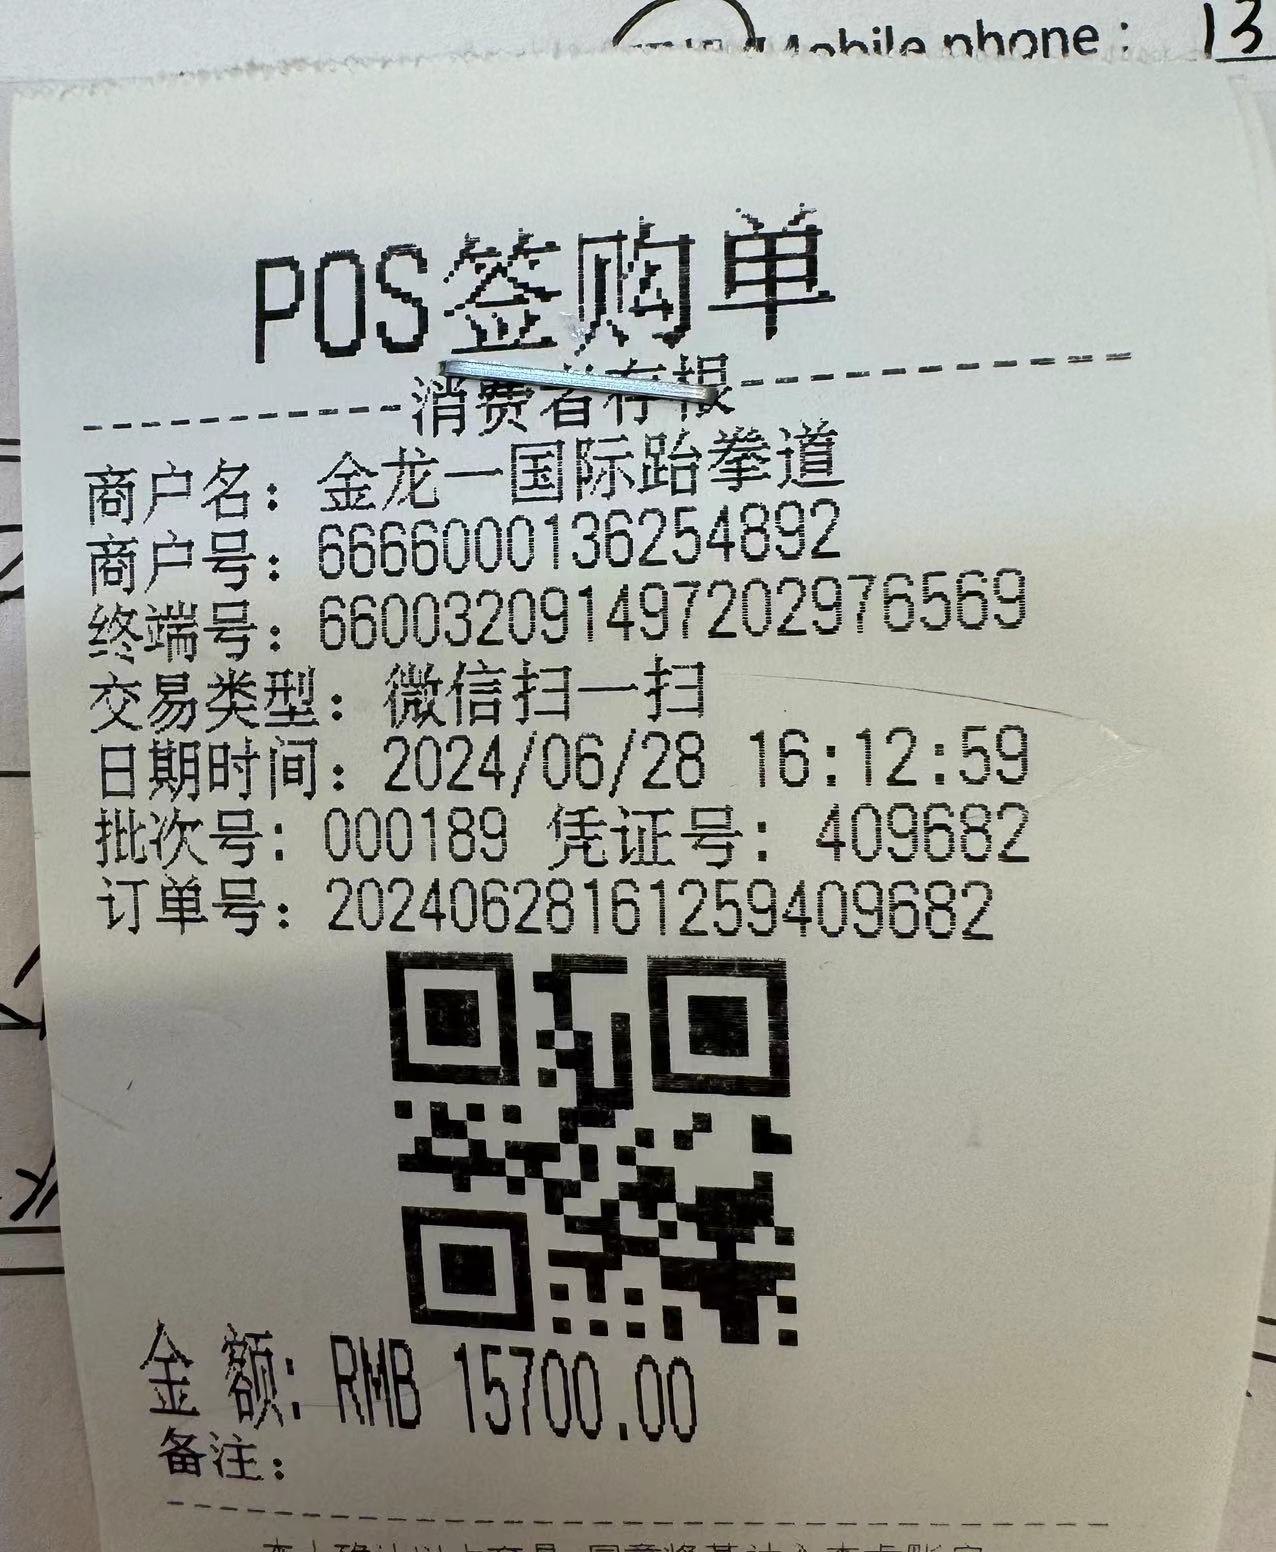 Mobile phone: 13
POS签购单
消费者存根
商户名：金龙一国际跆拳道
商户号：6666000136254892
终端号：660032091497202976569
交易类型：微信扫一扫
日期时间：2024/06/28 16:12:59
批次号：000189 凭证号：409682
订单号：20240628161259409682
金 额：RMB 15700.00
备注：